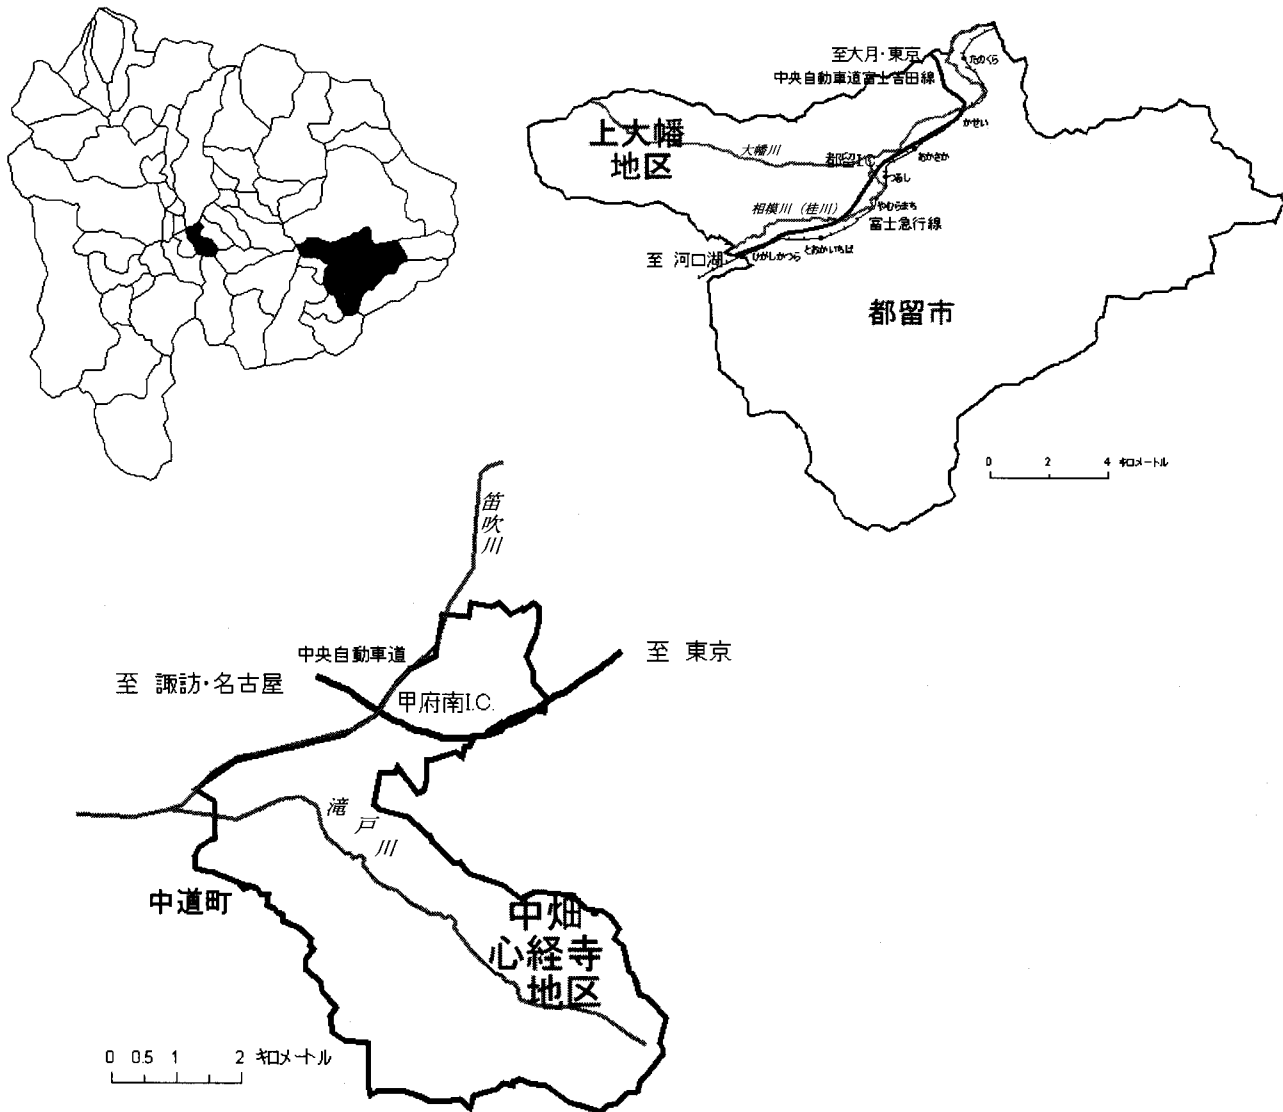 至大月・東京
たのくら
中央自動車道富士吉田線
かせい
上大幡
地区
大幡川
都留I.C.
あかさか
つるし
相模川(桂川)
やむらまち
富士急行線
至 河口湖
ひがしかつら
とおかいちば
都留市
0 2 4 キロメートル
笛吹川
中央自動車道
至 東京
至 諏訪・名古屋
甲府南I.C.
滝戸川
中道町
中畑
心経寺
地区
0 0.5 1 2 キロメートル